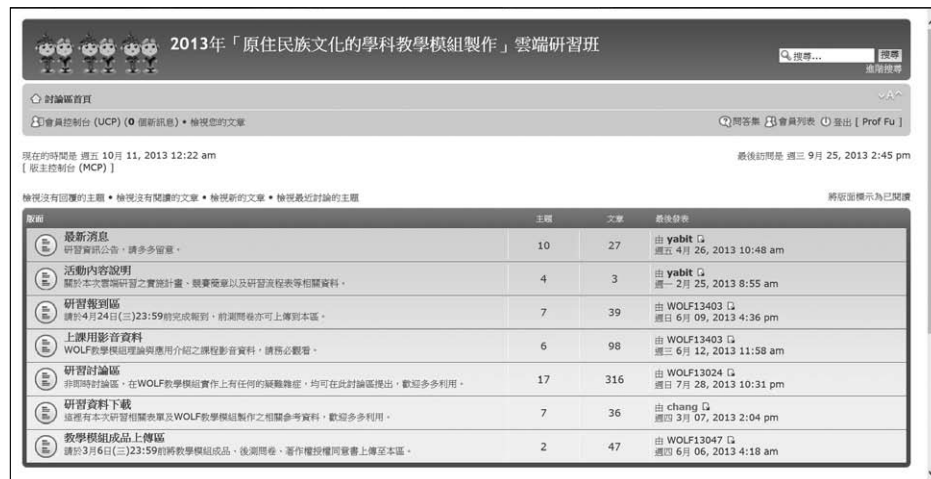 2013年「原住民族文化的學科教學模組製作」雲端研習班
搜尋... 搜尋
進階搜尋
討論區首頁 A
會員控制台 (UCP) (0 個新訊息) • 檢視您的文章 問答集 會員列表 登出 [ Prof Fu ]
現在的時間是 週五 10月 11, 2013 12:22 am 最後訪問是 週三 9月 25, 2013 2:45 pm
[ 版主控制台 (MCP) ]
檢視沒有回覆的主題 • 檢視沒有閱讀的文章 • 檢視新的文章 • 檢視最近討論的主題 將版面標示為已閱讀
版面 主題 文章 最後發表
最新消息 10 27 由 yabit
研習資訊公告，請多多留意。 週五 4月 26, 2013 10:48 am
活動內容說明 4 3 由 yabit
關於本次雲端研習之實施計畫、競賽簡章以及研習流程表等相關資料。 週一 2月 25, 2013 8:55 am
研習報到區 7 39 由 WOLF13403
請於4月24日(三)23:59前完成報到，前測問卷亦可上傳到本區。 週日 6月 09, 2013 4:36 pm
上課用影音資料 6 98 由 WOLF13403
WOLF教學模組理論與應用介紹之課程影音資料，請務必觀看。 週三 6月 12, 2013 11:58 am
研習討論區 17 316 由 WOLF13024
非即時討論區，在WOLF教學模組實作上有任何的疑難雜症，均可在此討論區提出，歡迎多多利用。 週日 7月 28, 2013 10:31 pm
研習資料下載 7 36 由 chang
這裡有本次研習相關表單及WOLF教學模組製作之相關參考資料，歡迎多多利用。 週四 3月 07, 2013 2:04 pm
教學模組成品上傳區 2 47 由 WOLF13047
請於3月6日(三)23:59前將教學模組成品、後測問卷、著作權授權同意書上傳至本區。 週四 6月 06, 2013 4:18 am